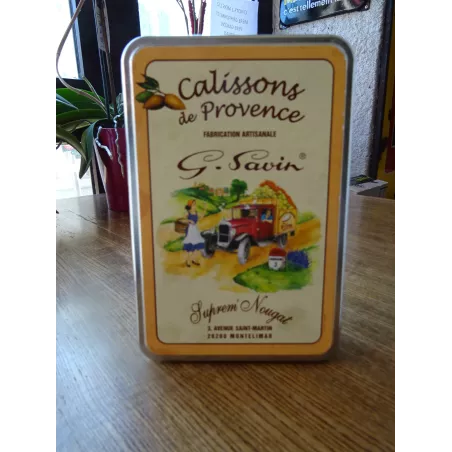 Calissons
de Provence
FABRICATION ARTISANALE
G. Savin®
Suprem' Nougat
3, AVENUE SAINT-MARTIN
26200 MONTELIMAR